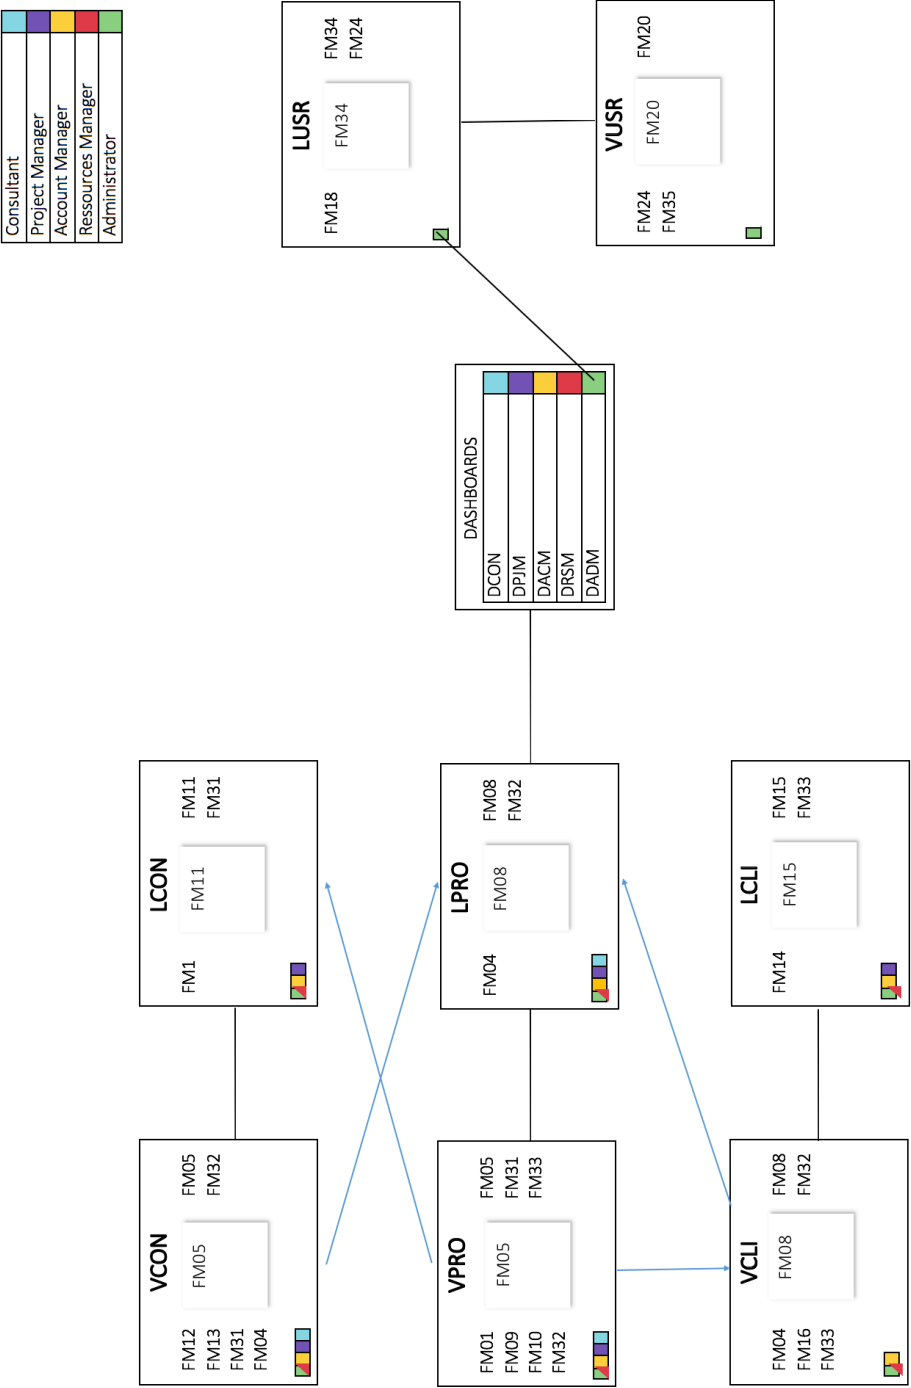 Consultant
Project Manager
Account Manager
Ressources Manager
Administrator
LUSR
FM18
FM34
FM34
FM24
VUSR
FM24
FM35
FM20
FM20
DASHBOARDS
DCON
DPJM
DACM
DRSM
DADM
LCON
FM1
FM11
FM11
FM31
LPRO
FM04
FM08
FM08
FM32
LCLI
FM14
FM15
FM15
FM33
VCON
FM12
FM13
FM31
FM04
FM05
FM05
FM32
VPRO
FM01
FM09
FM10
FM32
FM05
FM05
FM31
FM33
VCLI
FM04
FM16
FM33
FM08
FM08
FM32